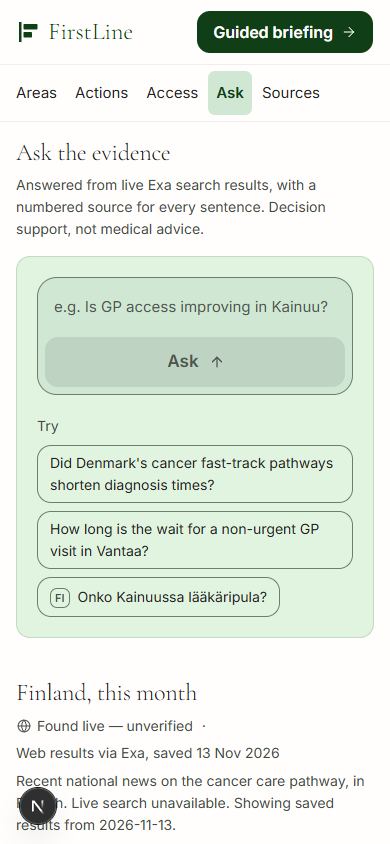 FirstLine
Guided briefing →
Areas Actions Access Ask Sources
Ask the evidence
Answered from live Exa search results, with a
numbered source for every sentence. Decision
support, not medical advice.
e.g. Is GP access improving in Kainuu?
Ask ↑
Try
Did Denmark's cancer fast-track pathways
shorten diagnosis times?
How long is the wait for a non-urgent GP
visit in Vantaa?
FI Onko Kainuussa lääkäripula?
Finland, this month
Found live — unverified ·
Web results via Exa, saved 13 Nov 2026
Recent national news on the cancer care pathway, in
N
Live search unavailable. Showing saved
results from 2026-11-13.